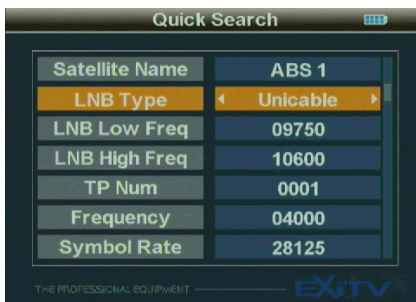 Quick Search
Satellite Name ABS 1
LNB Type Unicable
LNB Low Freq 09750
LNB High Freq 10600
TP Num 0001
Frequency 04000
Symbol Rate 28125
THE PROFESSIONAL EQUIPMENT EXiTV